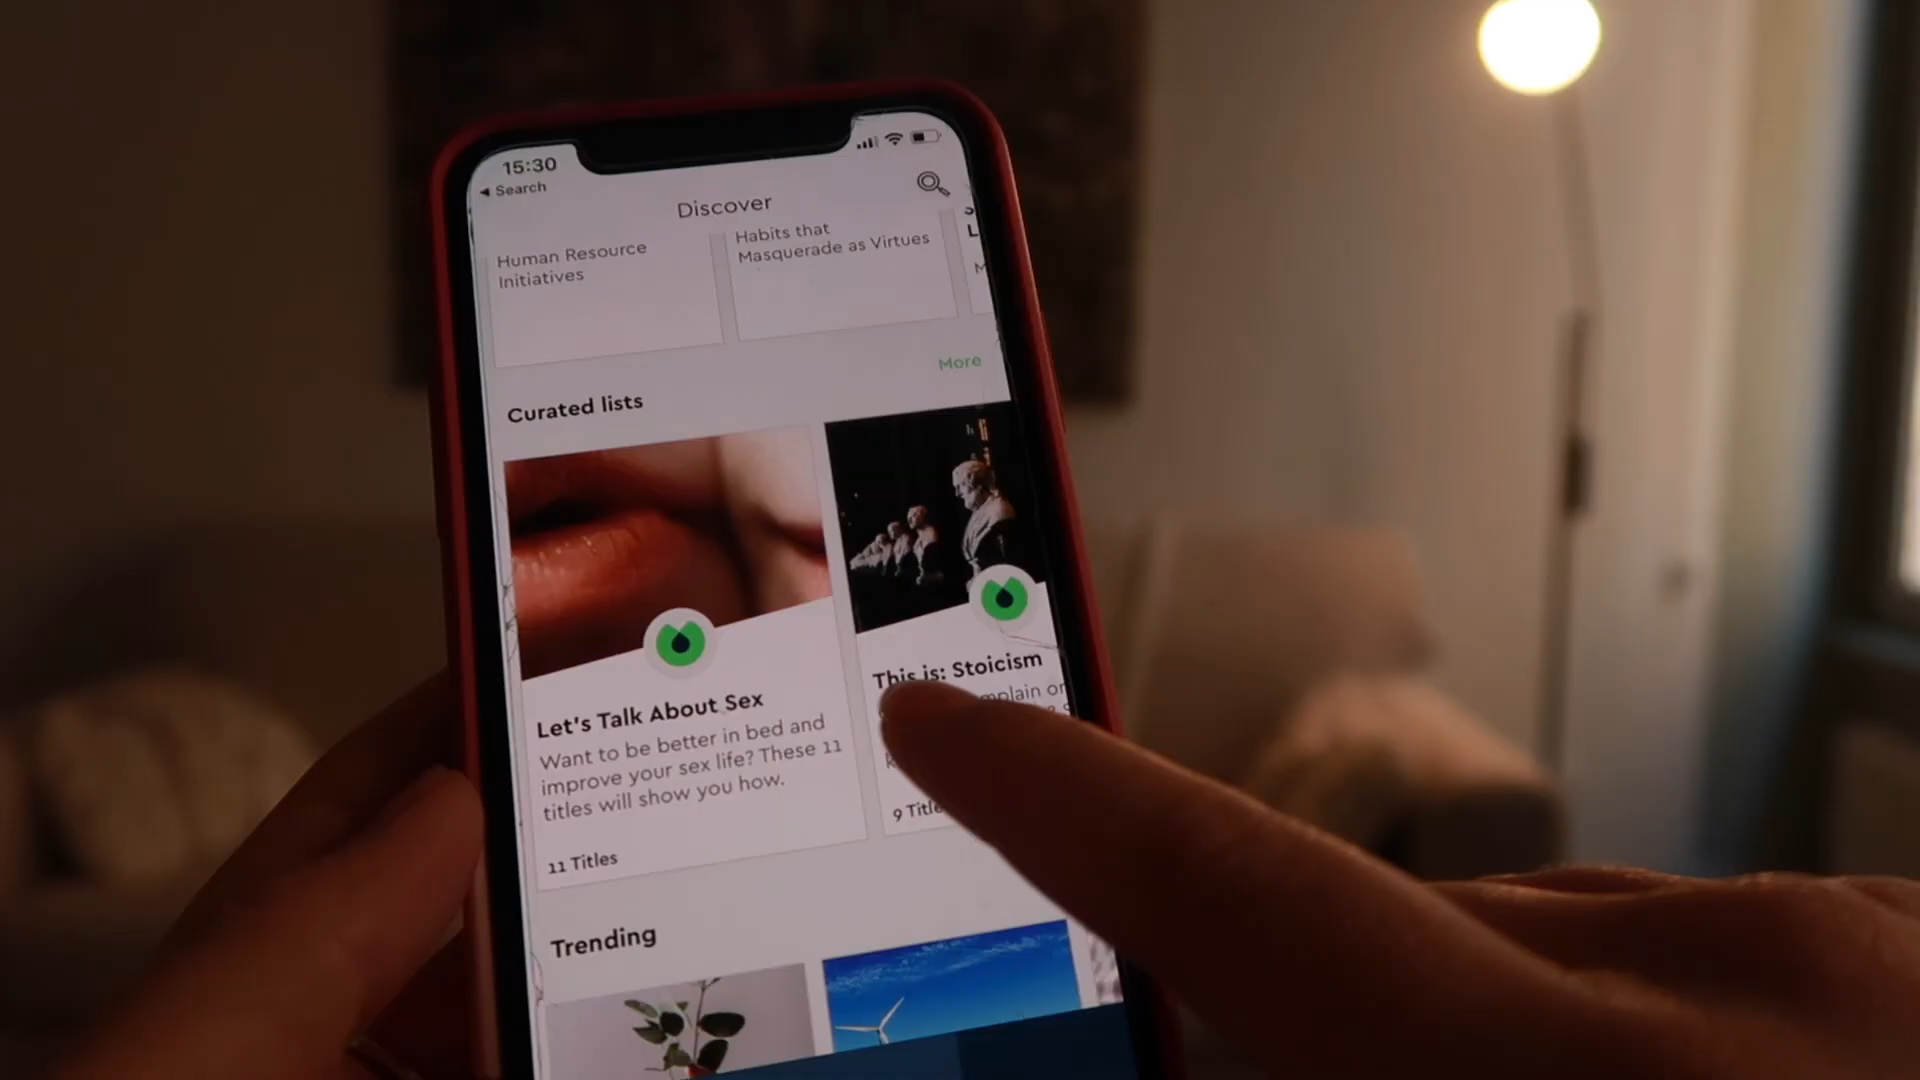 15:30
Search
Discover
Human Resource
Initiatives
Habits that
Masquerade as Virtues
L
More
Curated lists
Let's Talk About Sex
Want to be better in bed and
improve your sex life? These 11
titles will show you how.
11 Titles
This is: Stoicism
or
9
Trending